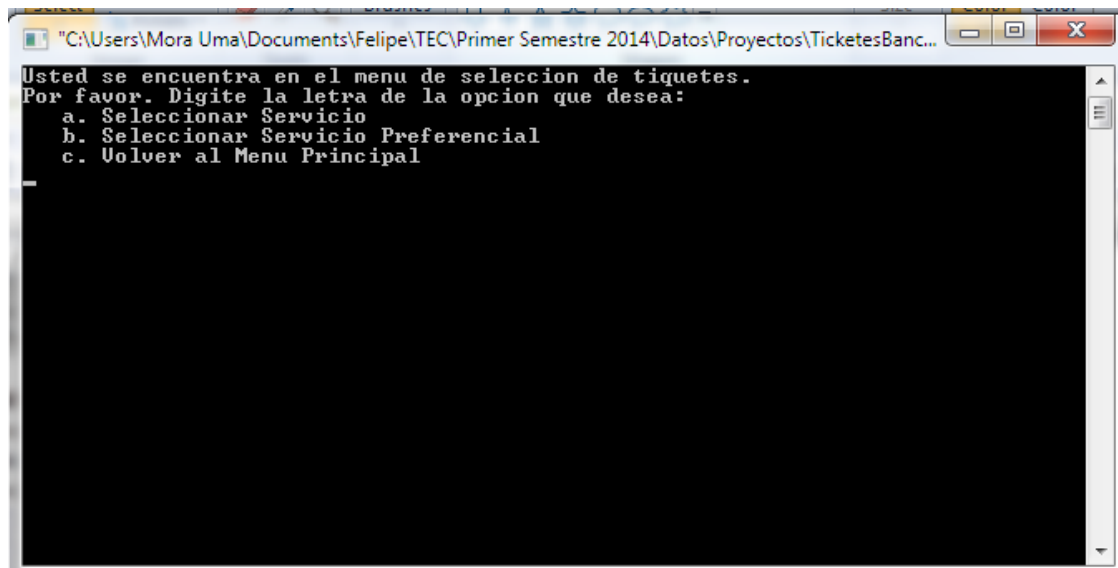 "C:\Users\Mora Uma\Documents\Felipe\TEC\Primer Semestre 2014\Datos\Proyectos\TicketesBanc...
Usted se encuentra en el menu de seleccion de tiquetes.
Por favor. Digite la letra de la opcion que desea:
a. Seleccionar Servicio
b. Seleccionar Servicio Preferencial
c. Volver al Menu Principal